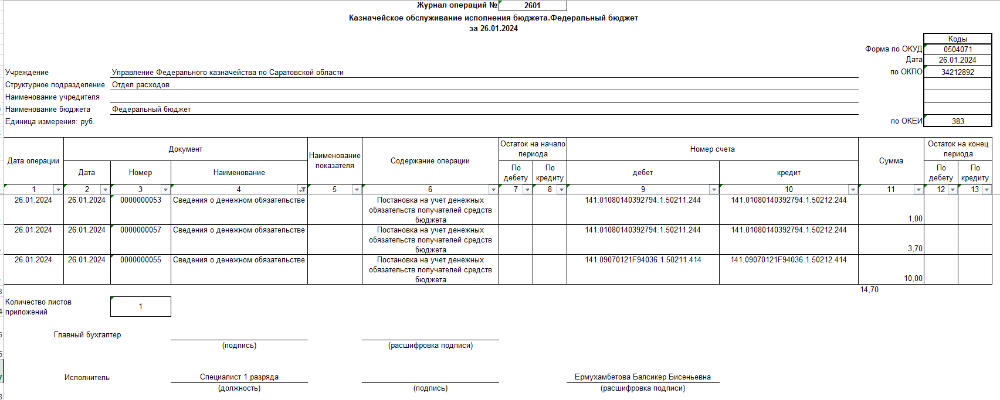 Журнал операций № 2601
Казначейское обслуживание исполнения бюджета.Федеральный бюджет
за 26.01.2024
Коды
Форма по ОКУД 0504071
Дата 26.01.2024
Учреждение Управление Федерального казначейства по Саратовской области по ОКПО 34212892
Структурное подразделение Отдел расходов
Наименование учредителя
Наименование бюджета Федеральный бюджет
Единица измерения: руб. по ОКЕИ 383
Дата операции Документ Наименование показателя Содержание операции Остаток на начало периода Номер счета Сумма Остаток на конец периода
Дата Номер Наименование По дебету По кредиту дебет кредит По дебету По кредиту
1 2 3 4 5 6 7 8 9 10 11 12 13
26.01.2024 26.01.2024 0000000053 Сведения о денежном обязательстве Постановка на учет денежных 141.01080140392794.1.50211.244 141.01080140392794.1.50212.244
обязательств получателей средств
бюджета 1,00
26.01.2024 26.01.2024 0000000057 Сведения о денежном обязательстве Постановка на учет денежных 141.01080140392794.1.50211.244 141.01080140392794.1.50212.244
обязательств получателей средств
бюджета 3,70
26.01.2024 26.01.2024 0000000055 Сведения о денежном обязательстве Постановка на учет денежных 141.09070121F94036.1.50211.414 141.09070121F94036.1.50212.414
обязательств получателей средств
бюджета 10,00
14,70
Количество листов
приложений 1
Главный бухгалтер
(подпись) (расшифровка подписи)
Исполнитель Специалист 1 разряда Ермухамбетова Балсикер Бисеньевна
(должность) (подпись) (расшифровка подписи)